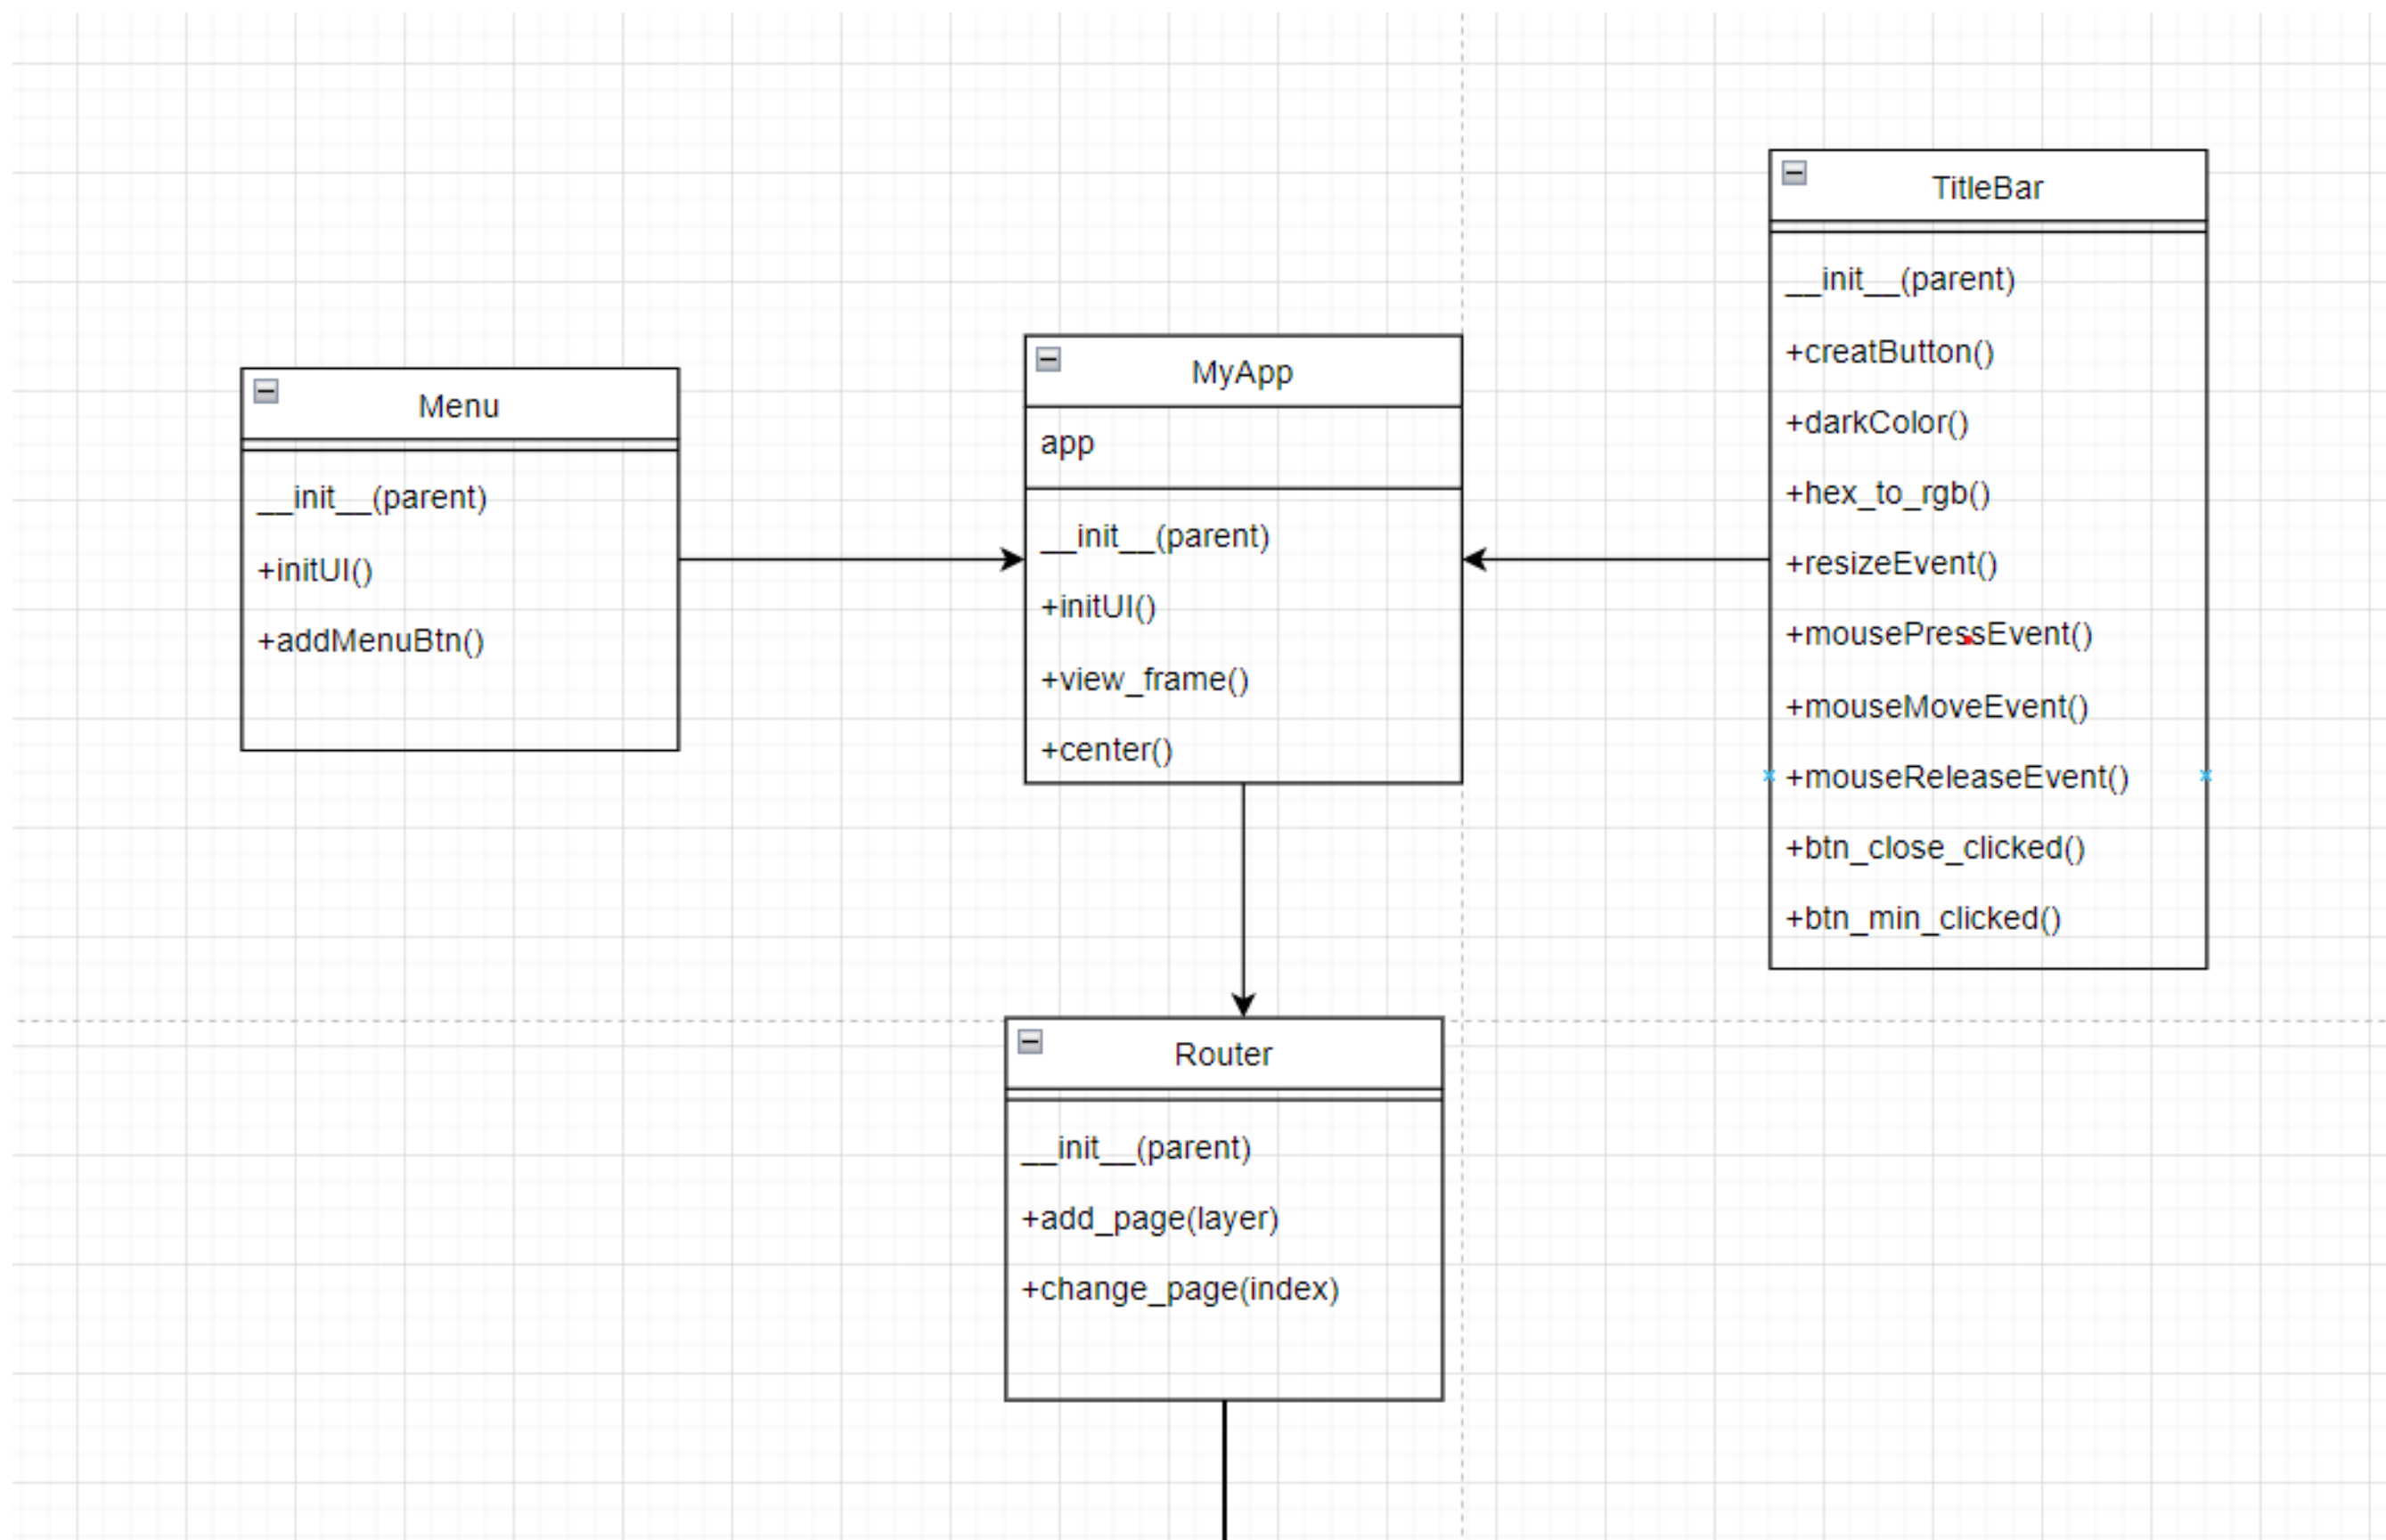 TitleBar
__init__(parent)
+creatButton()
+darkColor()
+hex_to_rgb()
+resizeEvent()
+mousePressEvent()
+mouseMoveEvent()
+mouseReleaseEvent()
+btn_close_clicked()
+btn_min_clicked()
Menu
__init__(parent)
+initUI()
+addMenuBtn()
MyApp
app
__init__(parent)
+initUI()
+view_frame()
+center()
Router
__init__(parent)
+add_page(layer)
+change_page(index)